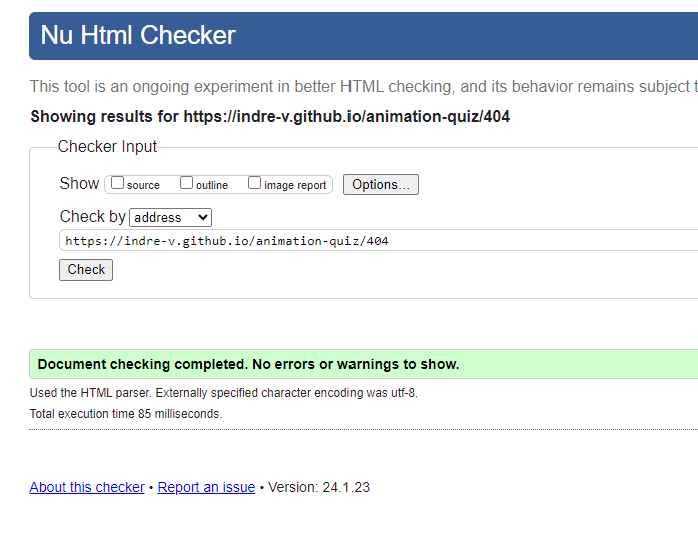 Nu Html Checker
This tool is an ongoing experiment in better HTML checking, and its behavior remains subject
Showing results for https://indre-v.github.io/animation-quiz/404
Checker Input
Show source outline image report Options...
Check by address
https://indre-v.github.io/animation-quiz/404
Check
Document checking completed. No errors or warnings to show.
Used the HTML parser. Externally specified character encoding was utf-8.
Total execution time 85 milliseconds.
About this checker • Report an issue • Version: 24.1.23